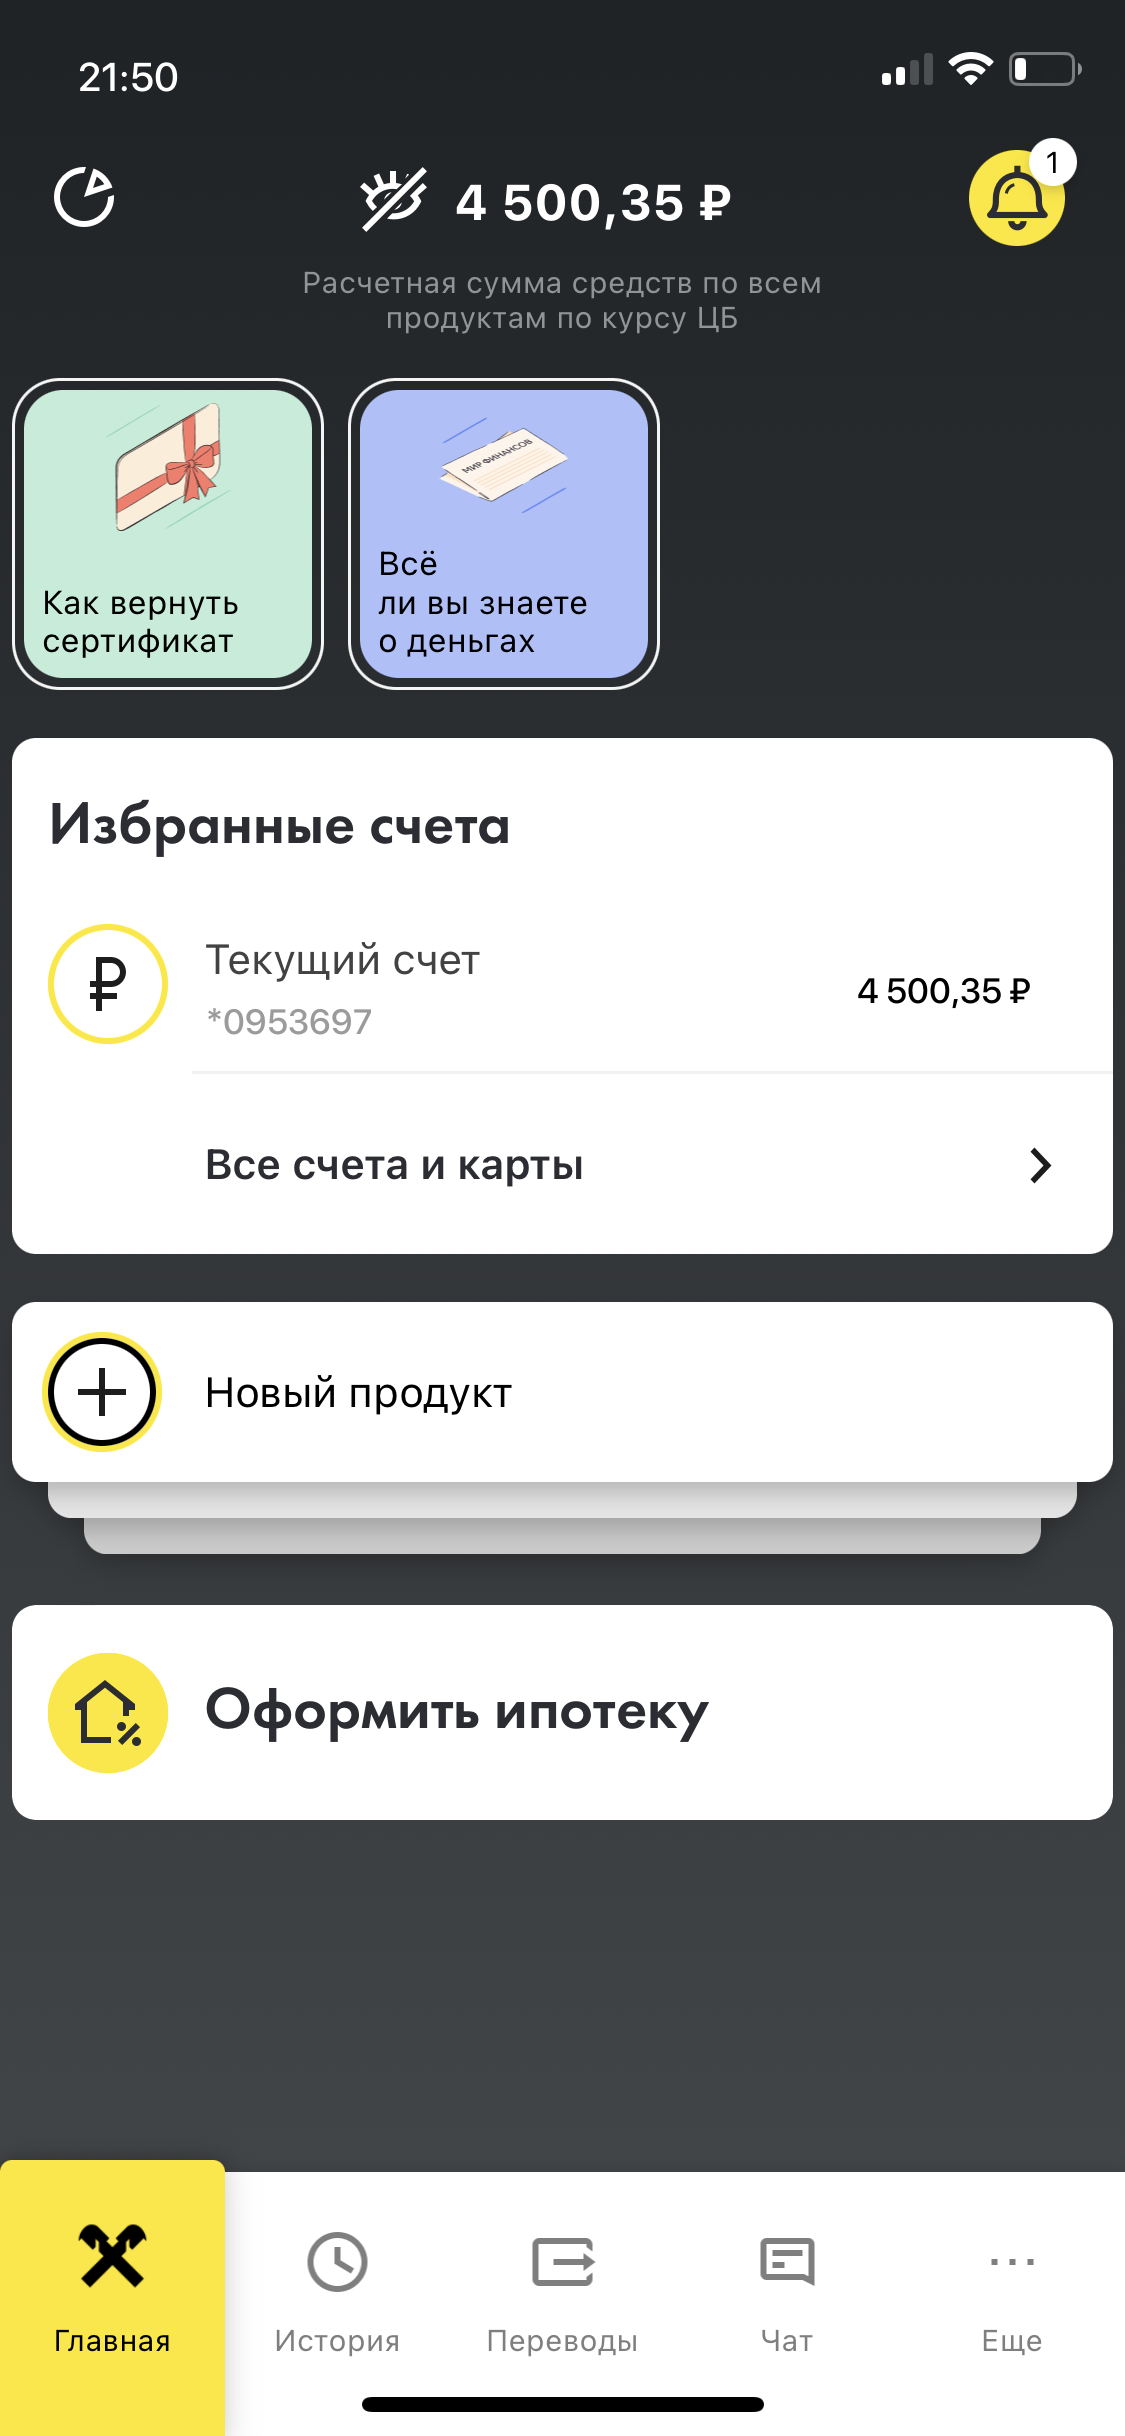 21:50
4 500,35 ₽
1
Расчетная сумма средств по всем
продуктам по курсу ЦБ
МИР ФИНАНСОВ
Как вернуть
сертификат
Всё
ли вы знаете
о деньгах
Избранные счета
₽
Текущий счет
4 500,35 ₽
*0953697
Все счета и карты
Новый продукт
Оформить ипотеку
Главная
История
Переводы
Чат
Еще